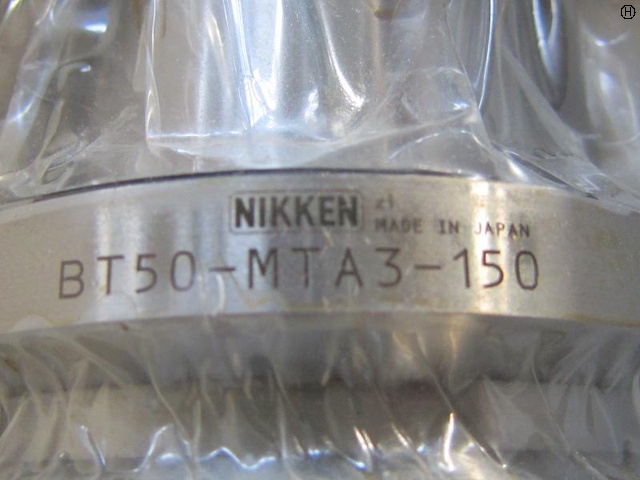 Ⓗ
NIKKEN
MADE IN JAPAN
BT50-MTA3-150